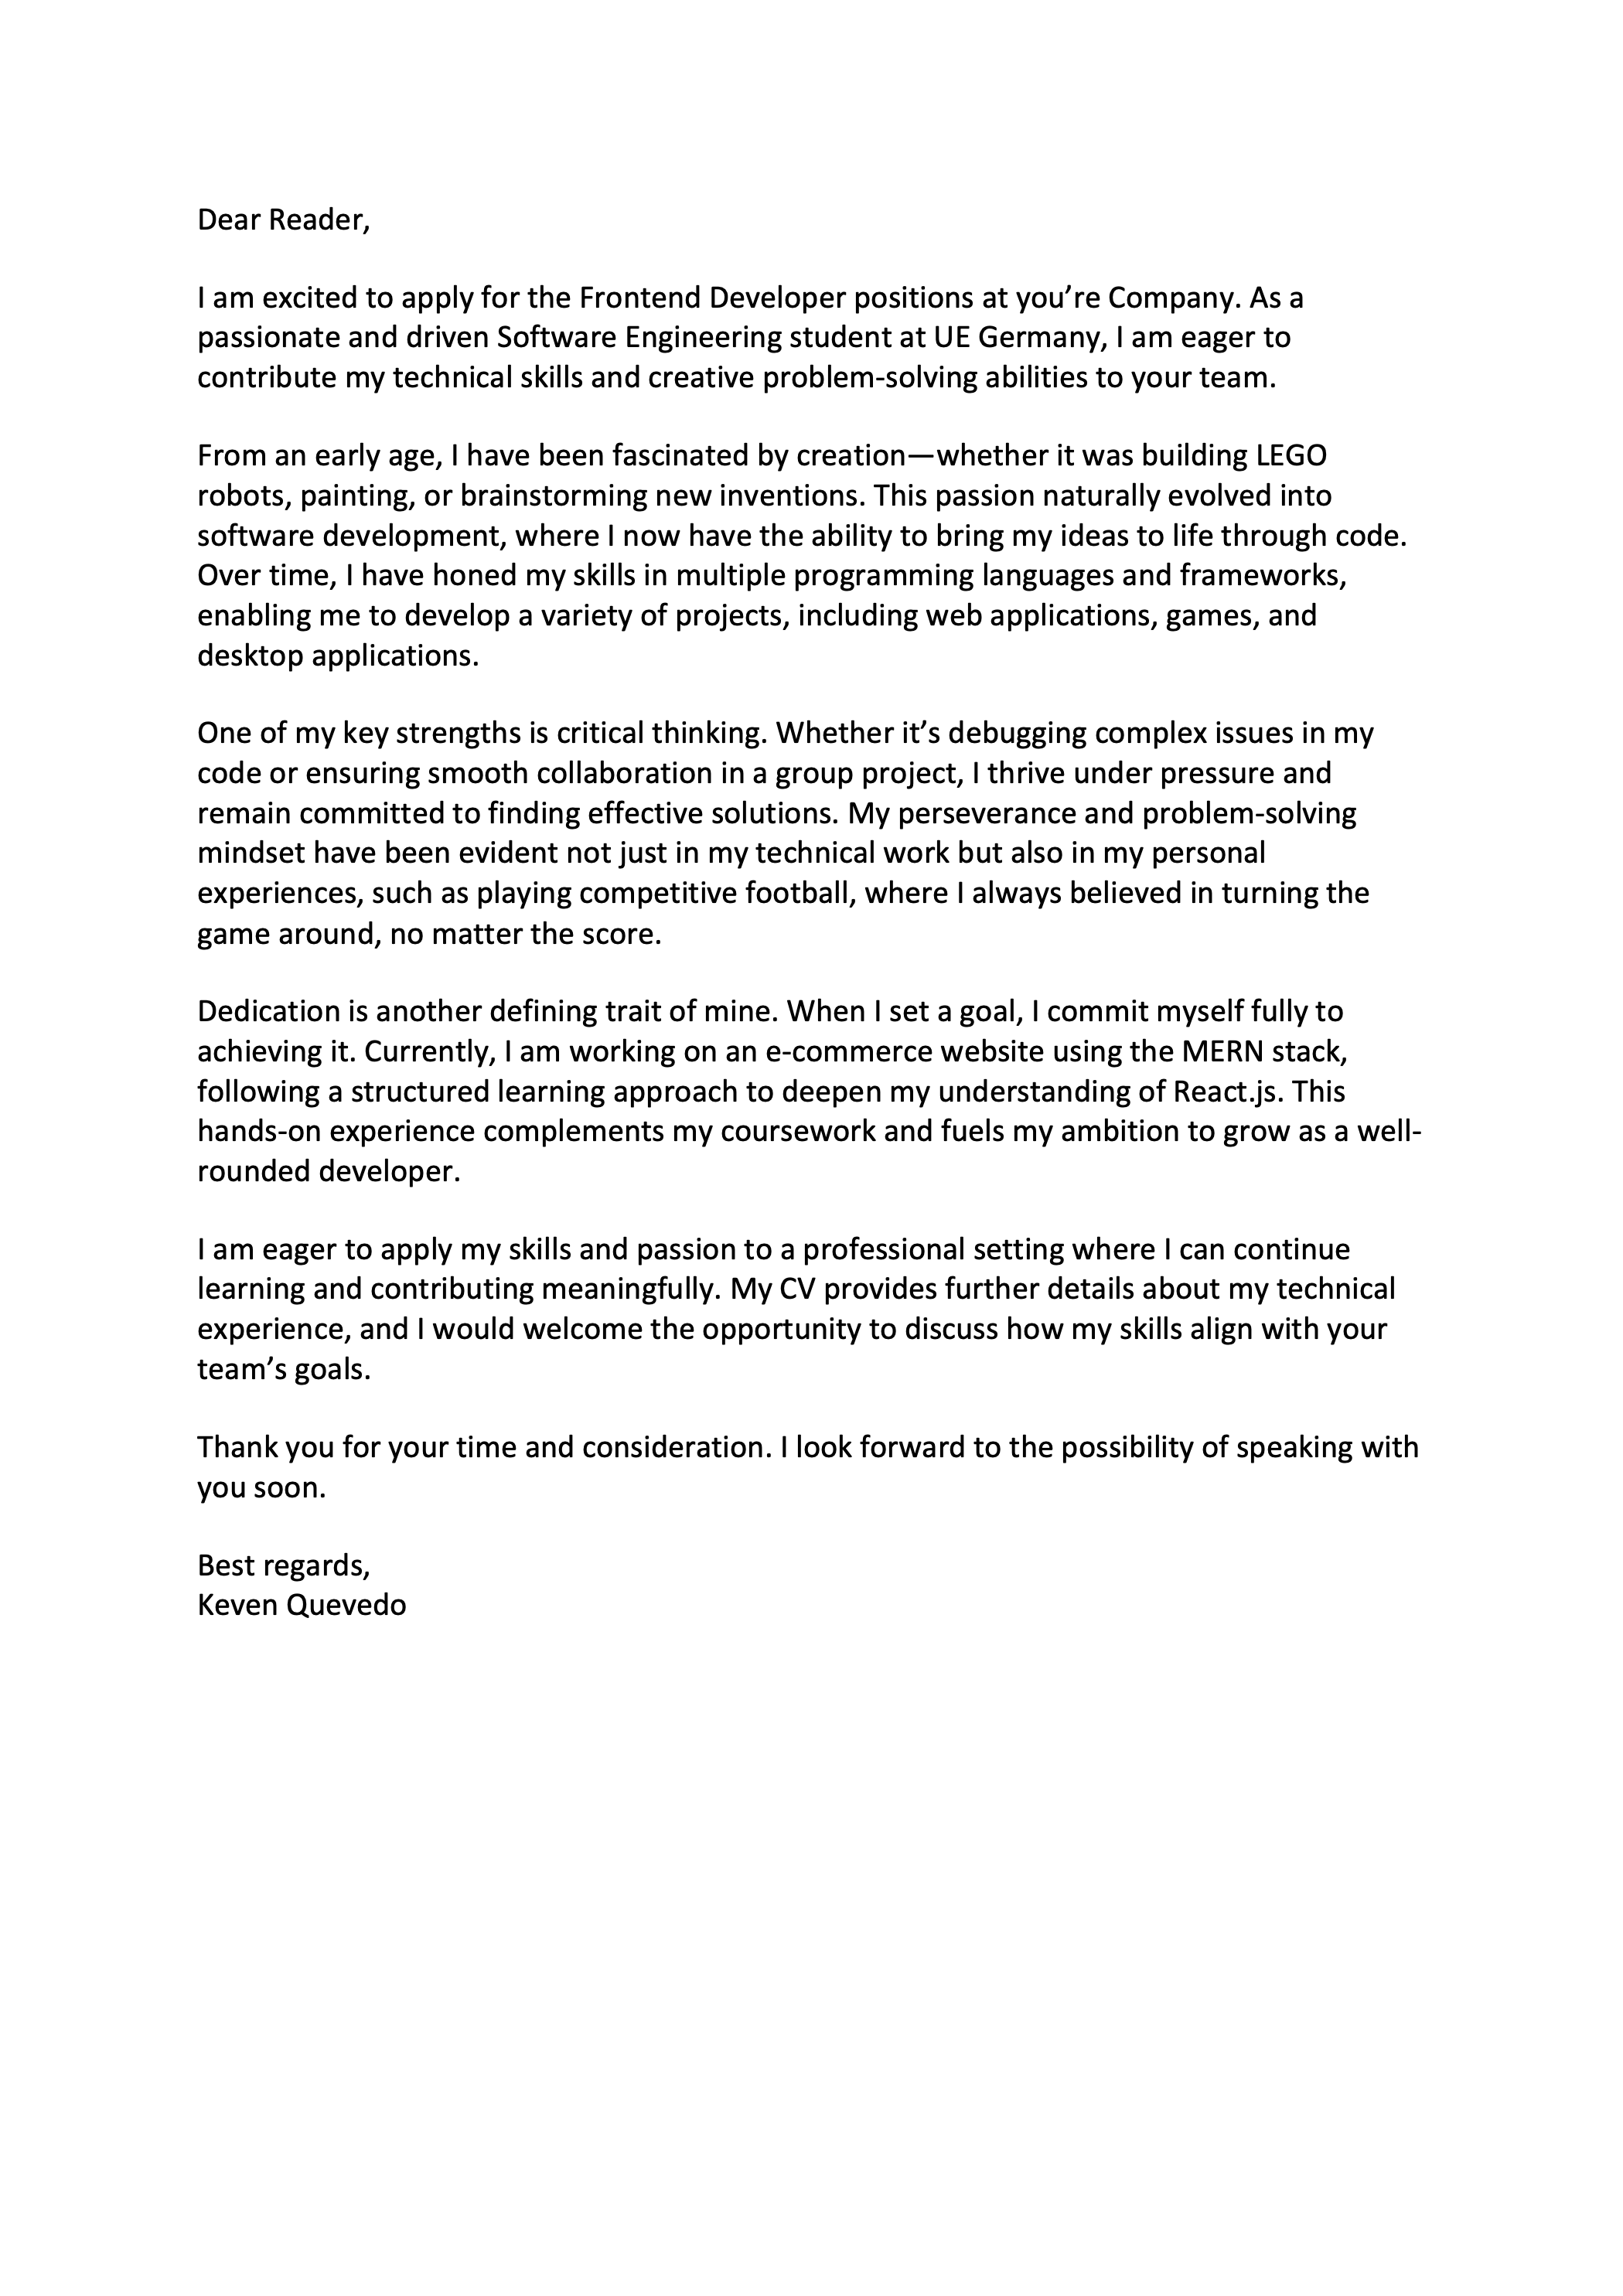 Dear Reader,
I am excited to apply for the Frontend Developer positions at you’re Company. As a
passionate and driven Software Engineering student at UE Germany, I am eager to
contribute my technical skills and creative problem-solving abilities to your team.
From an early age, I have been fascinated by creation—whether it was building LEGO
robots, painting, or brainstorming new inventions. This passion naturally evolved into
software development, where I now have the ability to bring my ideas to life through code.
Over time, I have honed my skills in multiple programming languages and frameworks,
enabling me to develop a variety of projects, including web applications, games, and
desktop applications.
One of my key strengths is critical thinking. Whether it’s debugging complex issues in my
code or ensuring smooth collaboration in a group project, I thrive under pressure and
remain committed to finding effective solutions. My perseverance and problem-solving
mindset have been evident not just in my technical work but also in my personal
experiences, such as playing competitive football, where I always believed in turning the
game around, no matter the score.
Dedication is another defining trait of mine. When I set a goal, I commit myself fully to
achieving it. Currently, I am working on an e-commerce website using the MERN stack,
following a structured learning approach to deepen my understanding of React.js. This
hands-on experience complements my coursework and fuels my ambition to grow as a well-
rounded developer.
I am eager to apply my skills and passion to a professional setting where I can continue
learning and contributing meaningfully. My CV provides further details about my technical
experience, and I would welcome the opportunity to discuss how my skills align with your
team’s goals.
Thank you for your time and consideration. I look forward to the possibility of speaking with
you soon.
Best regards,
Keven Quevedo